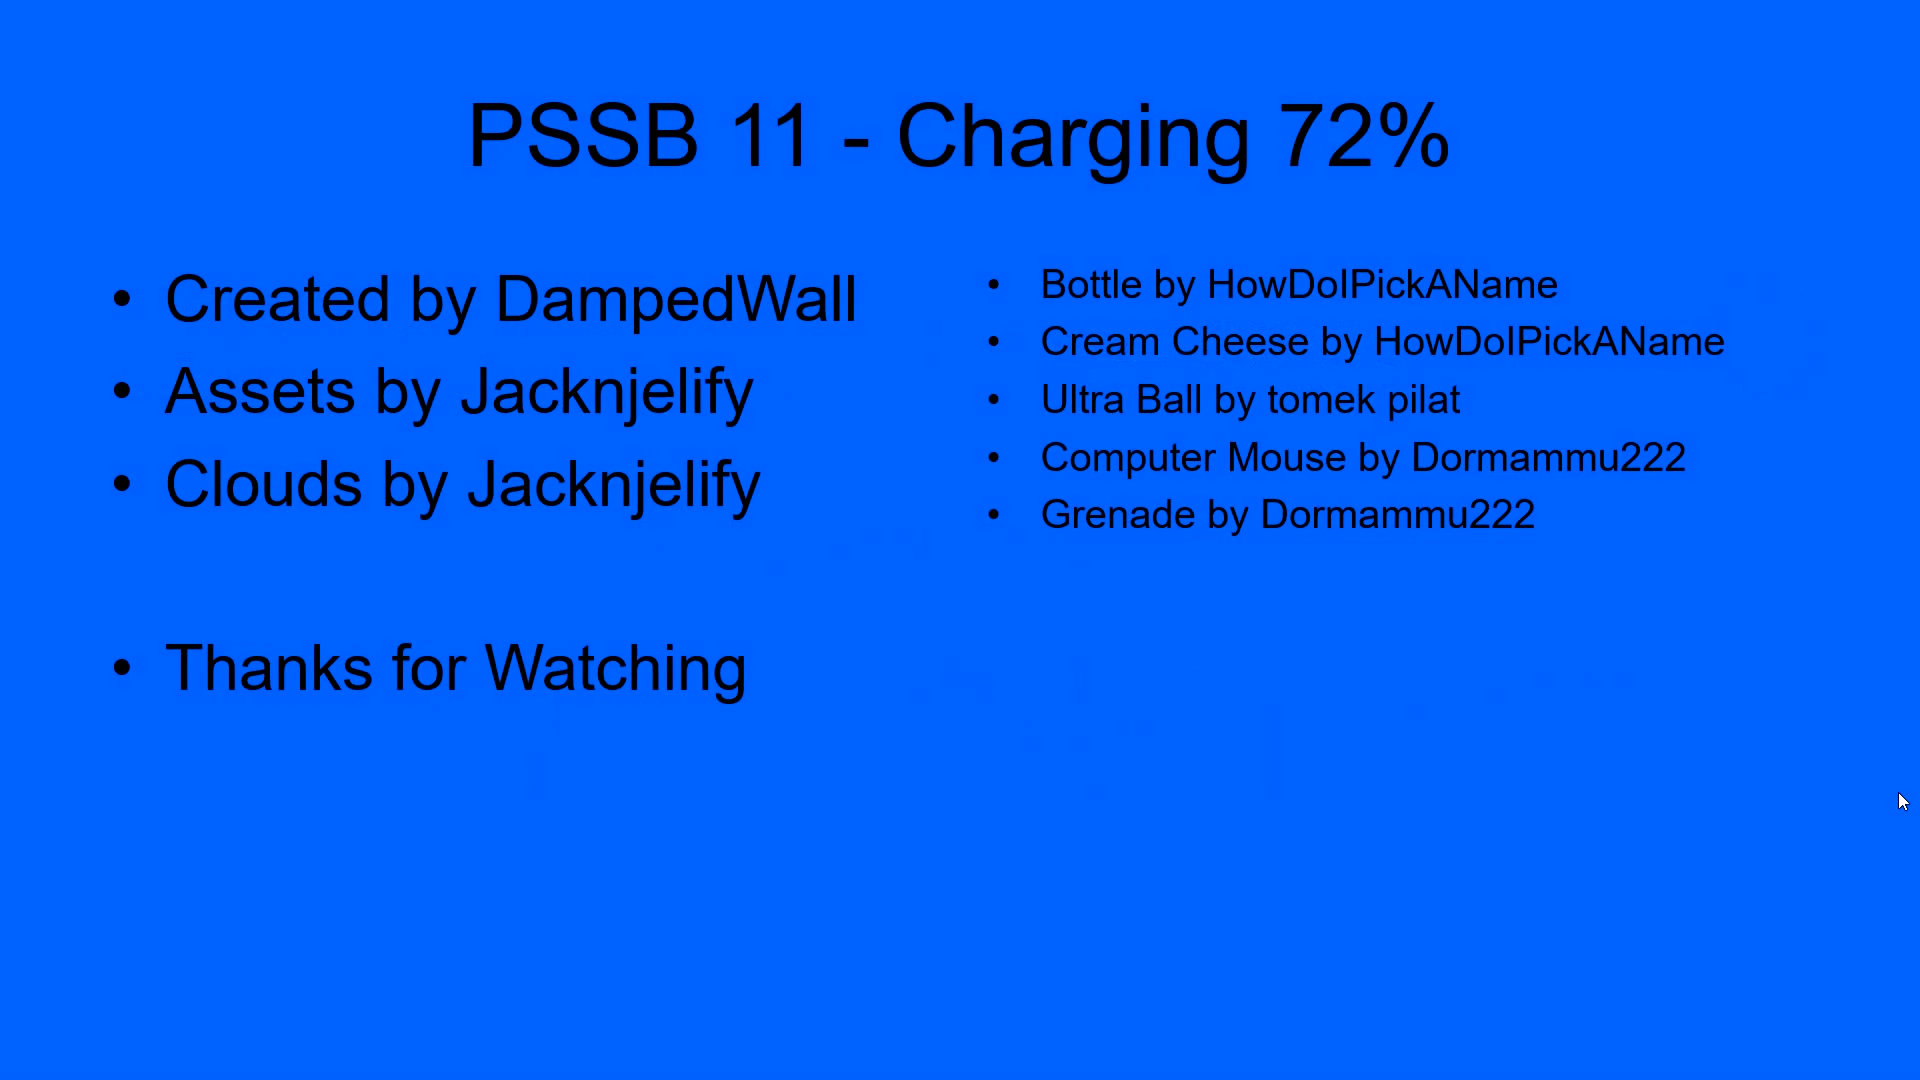 PSSB 11 - Charging 72%
• Created by DampedWall
• Assets by Jacknjelify
• Clouds by Jacknjelify
• Thanks for Watching
• Bottle by HowDoIPickAName
• Cream Cheese by HowDoIPickAName
• Ultra Ball by tomek pilat
• Computer Mouse by Dormammu222
• Grenade by Dormammu222